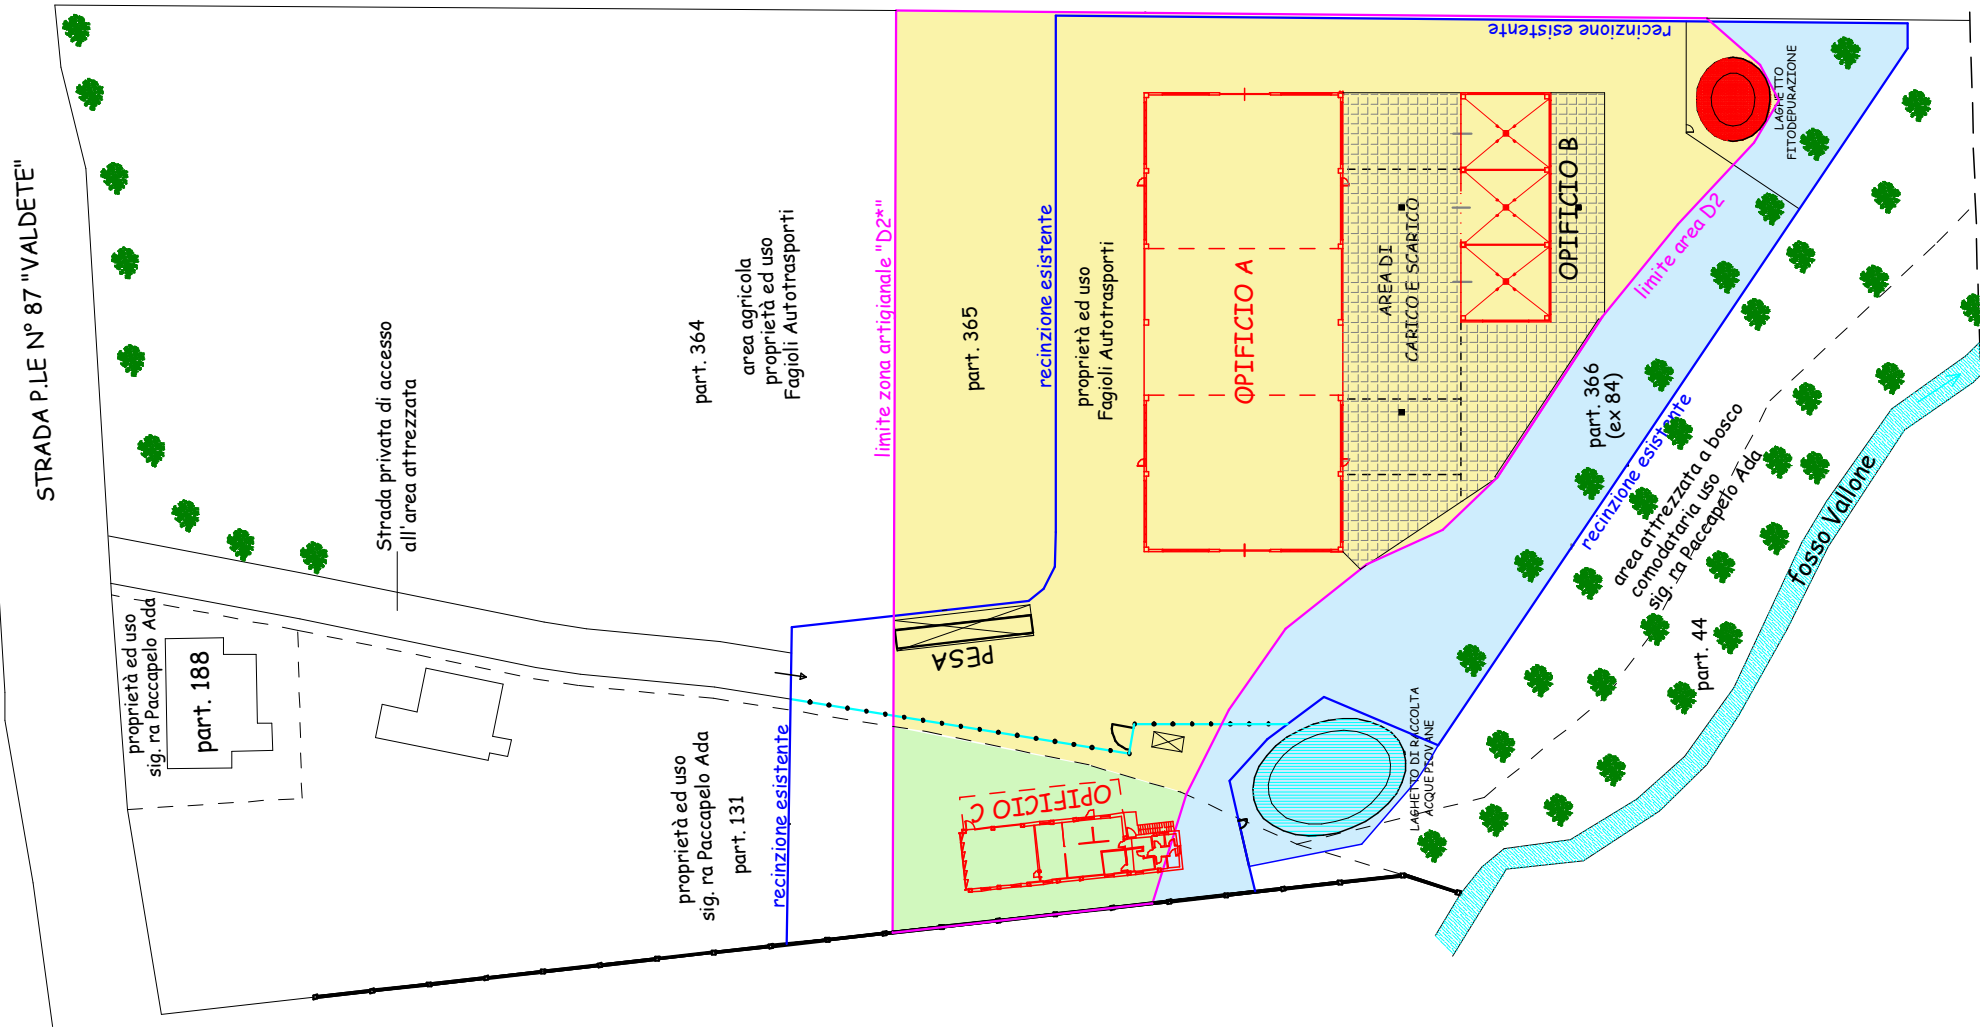 STRADA P.LE N° 87 "VALDETE"
proprietà ed uso
sig. ra Paccapelo Ada
part. 188
Strada privata di accesso
all'area attrezzata
part. 364
area agricola
proprietà ed uso
Fagioli Autotrasporti
proprietà ed uso
sig. ra Paccapelo Ada
part. 131
recinzione esistente
limite zona artigianale "D2*"
part. 365
recinzione esistente
proprietà ed uso
Fagioli Autotrasporti
PESA
OPIFICIO C
OPIFICIO A
AREA DI
CARICO E SCARICO
OPIFICIO B
recinzione esistente
LAGHETTO
FITODEPURAZIONE
limite area D2
part. 366
(ex 84)
recinzione esistente
area attrezzata a bosco
comodataria uso
sig. ra Paccapelo Ada
part. 44
fosso Vallone
LAGHETTO DI RACCOLTA
ACQUE PIOVANE